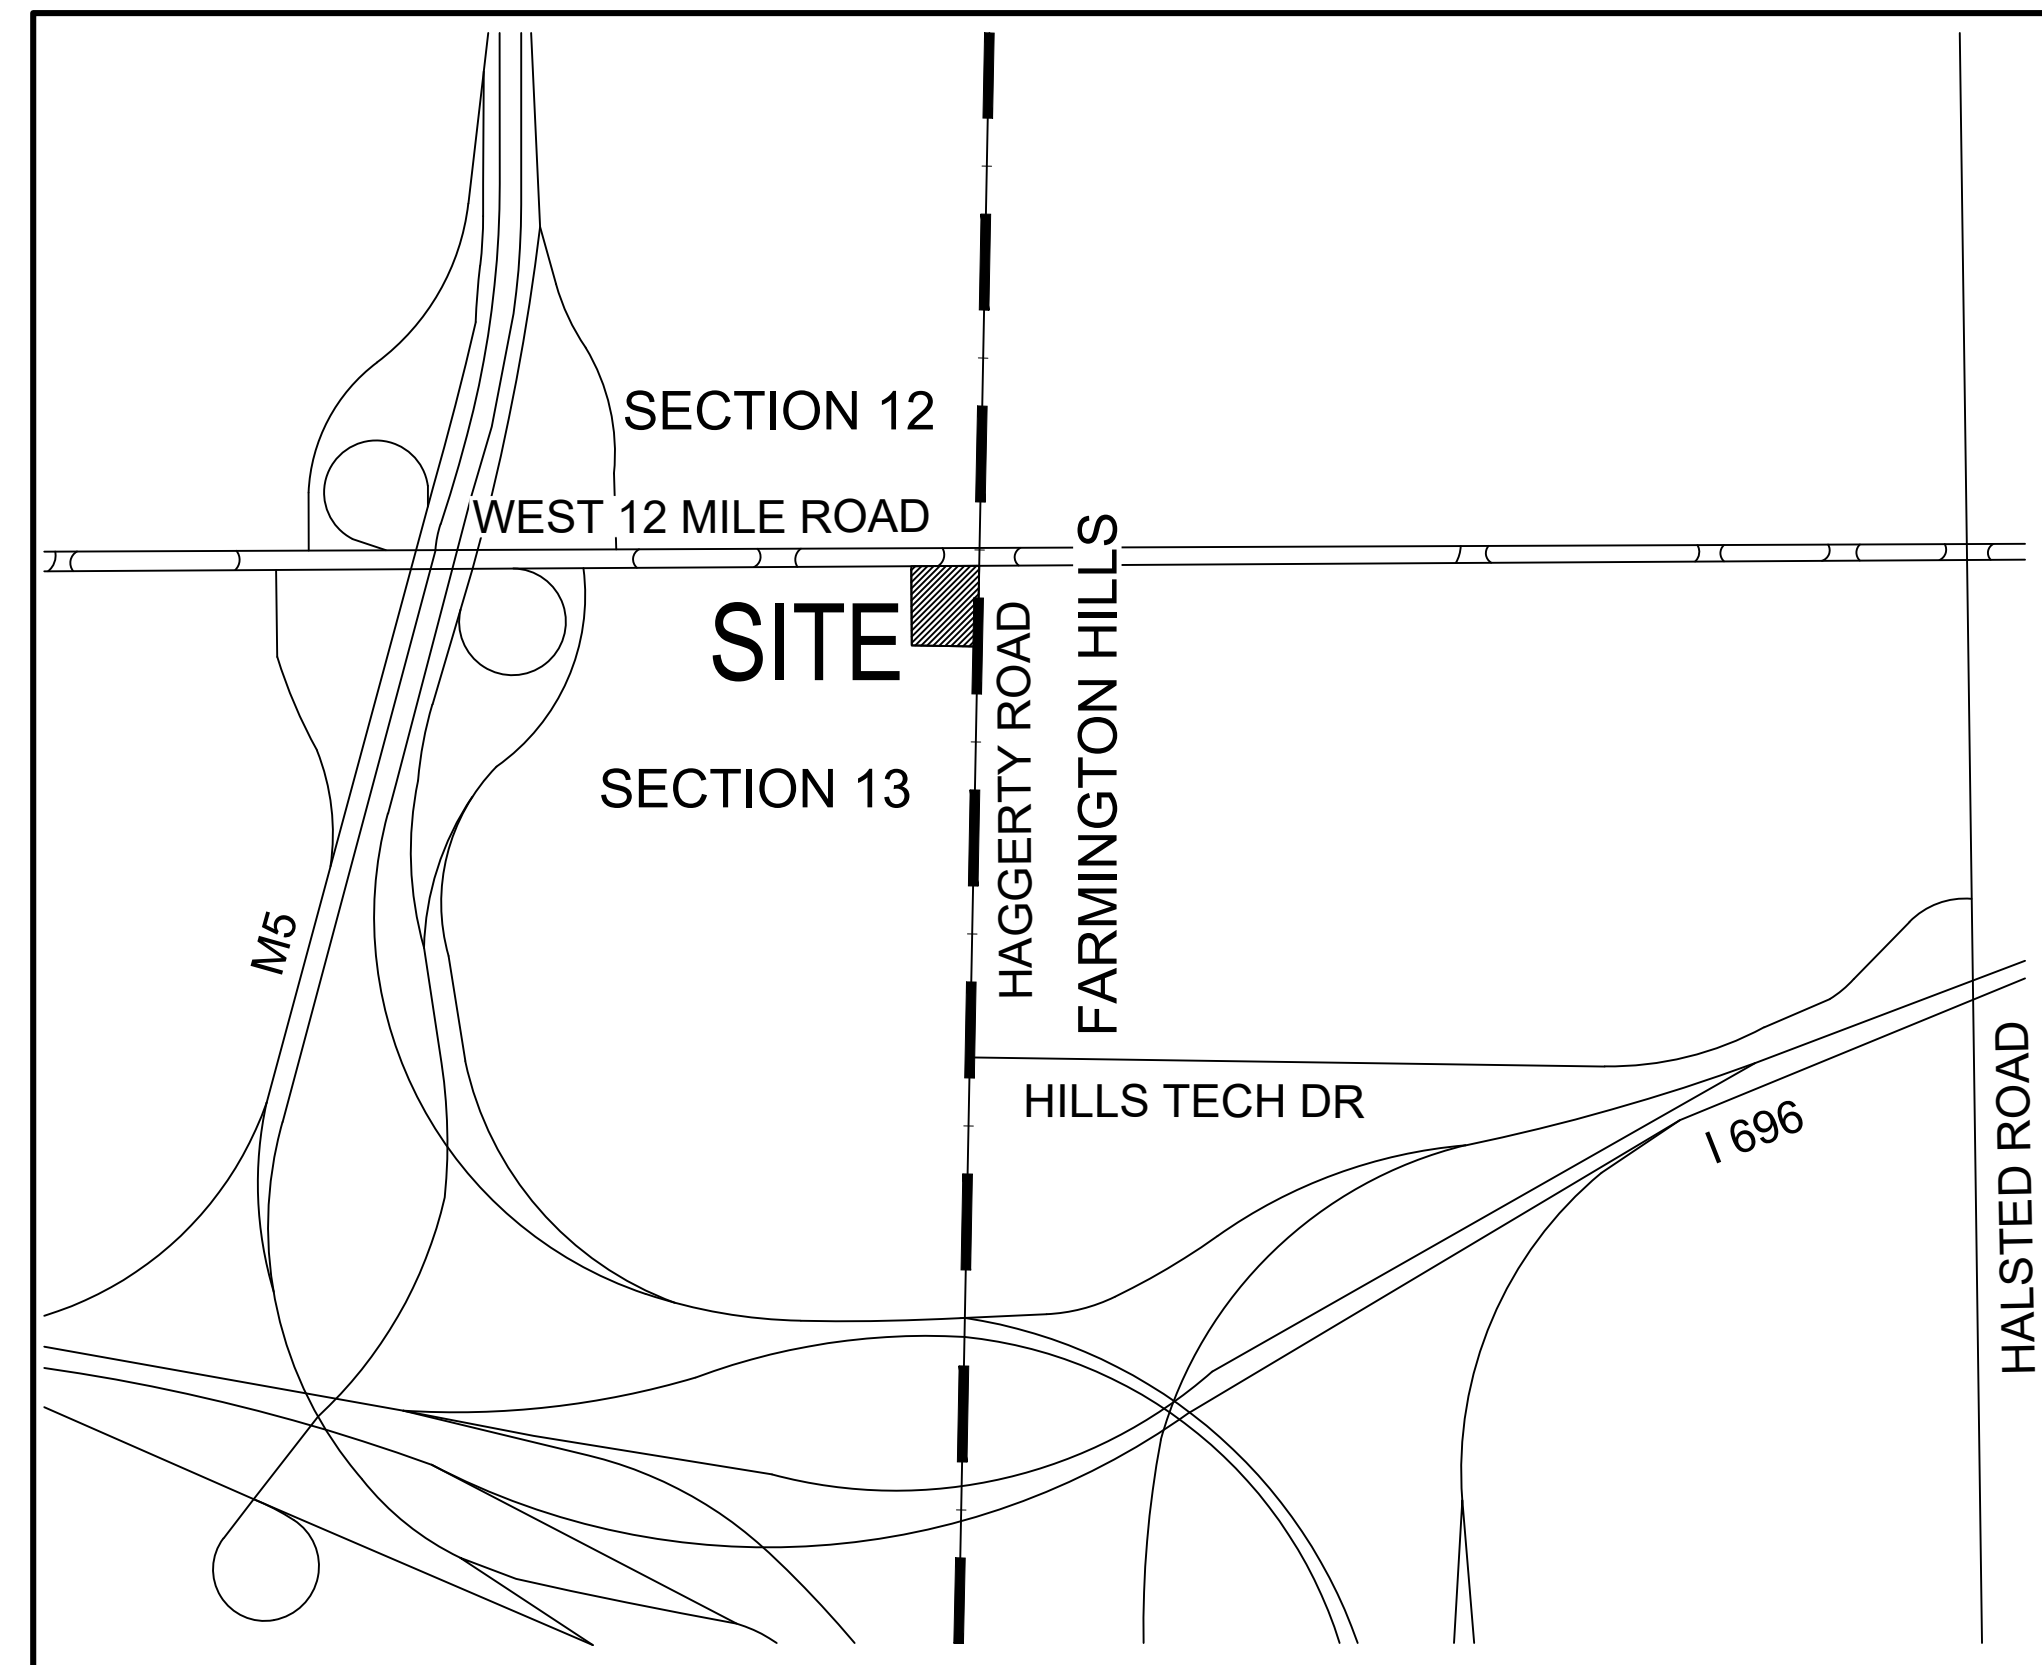 SECTION 12
WEST 12 MILE ROAD
SITE
SECTION 13
HAGGERTY ROAD
FARMINGTON HILLS
M5
HILLS TECH DR
I 696
HALSTED ROAD